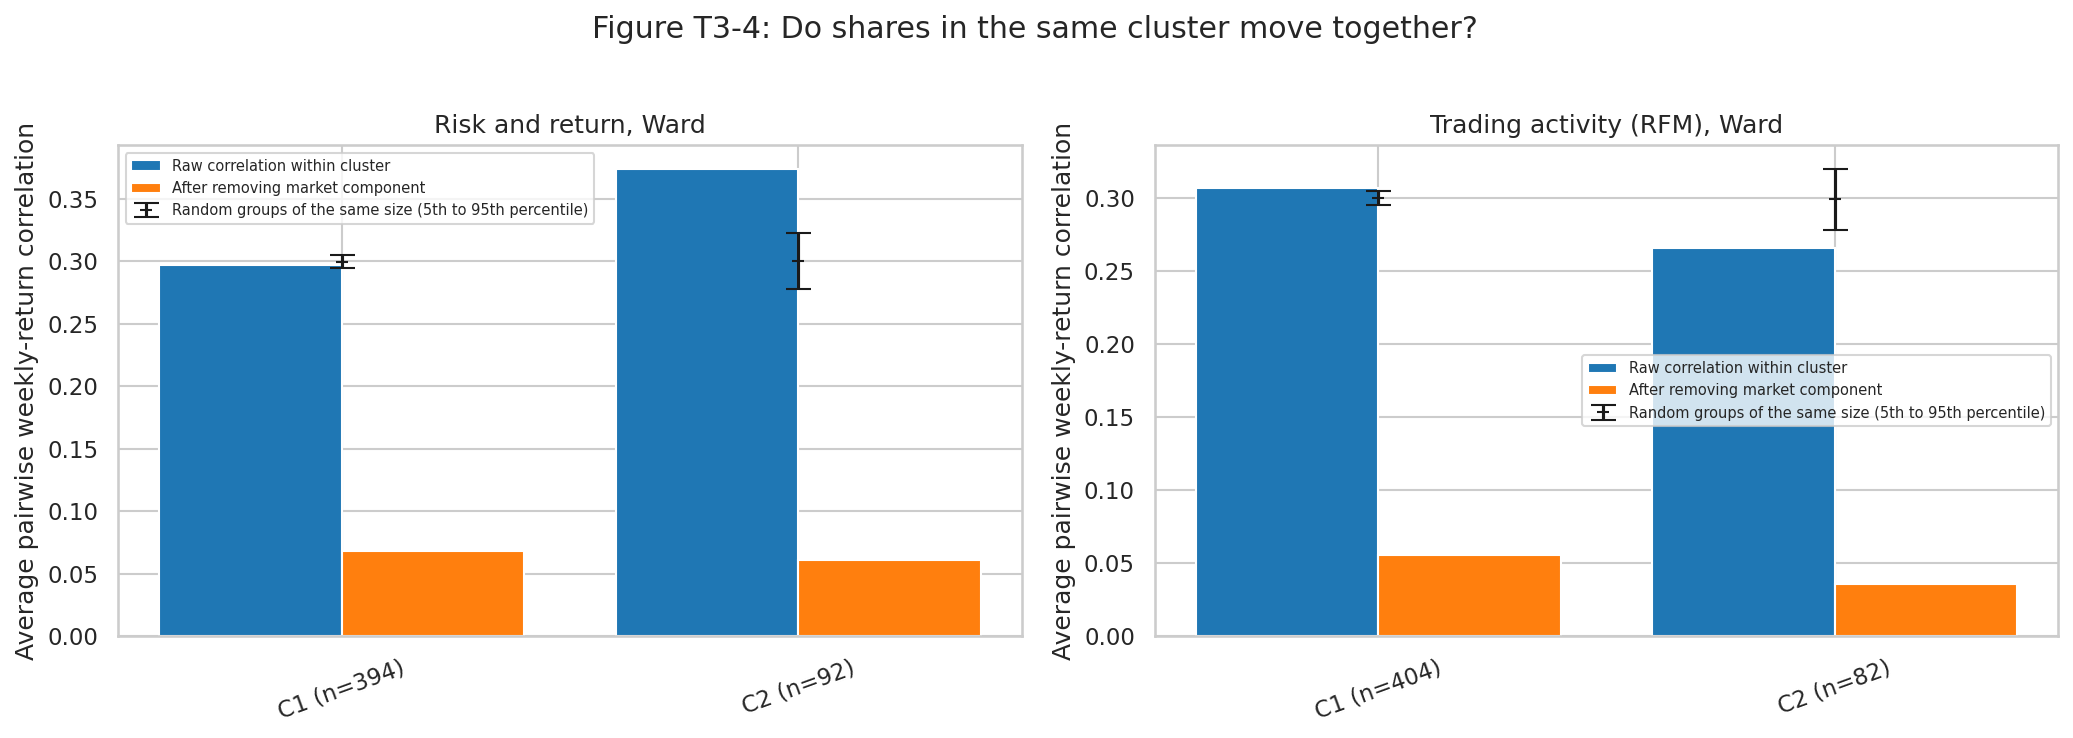 Figure T3-4: Do shares in the same cluster move together?
Risk and return, Ward
Average pairwise weekly-return correlation
Raw correlation within cluster
After removing market component
Random groups of the same size (5th to 95th percentile)
0.35
0.30
0.25
0.20
0.15
0.10
0.05
0.00
C1 (n=394)
C2 (n=92)
Trading activity (RFM), Ward
Average pairwise weekly-return correlation
0.30
0.25
0.20
0.15
0.10
0.05
0.00
Raw correlation within cluster
After removing market component
Random groups of the same size (5th to 95th percentile)
C1 (n=404)
C2 (n=82)